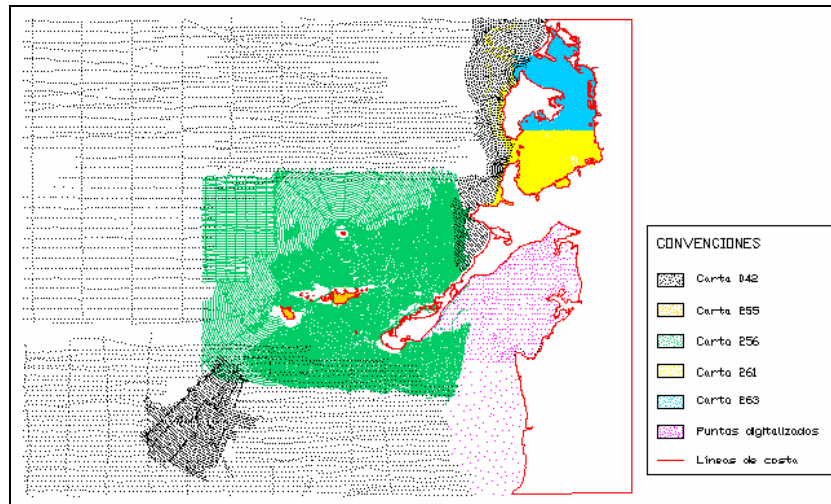 CONVENCIONES
Carta 042
Carta 255
Carta 256
Carta 261
Carta 263
Puntos digitalizados
Líneas de costa